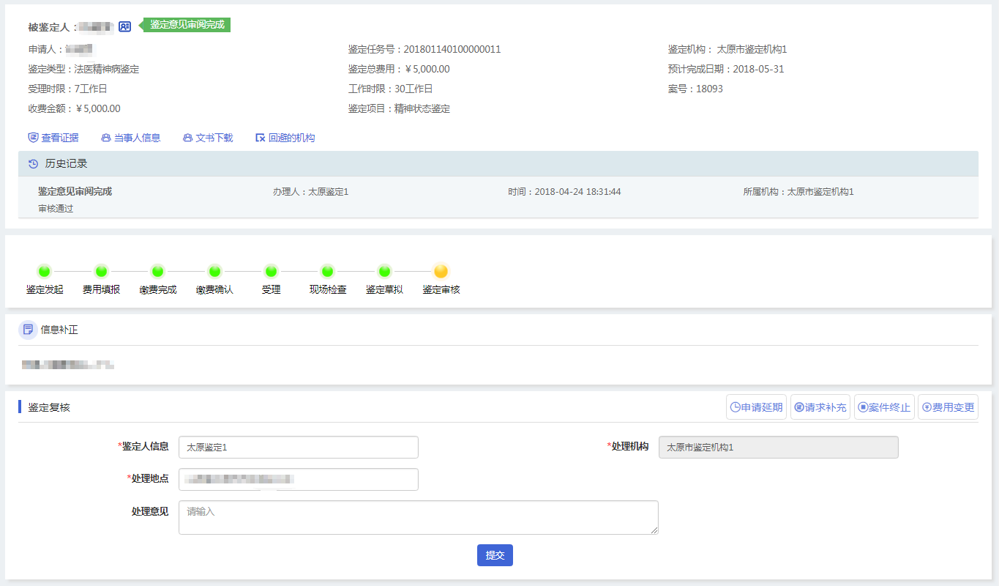 被鉴定人： 鉴定意见审阅完成
申请人： 鉴定任务号：201801140100000011 鉴定机构： 太原市鉴定机构1
鉴定类型：法医精神病鉴定 鉴定总费用：￥5,000.00 预计完成日期：2018-05-31
受理时限：7工作日 工作时限：30工作日 案号：18093
收费金额：￥5,000.00 鉴定项目：精神状态鉴定
查看证据 当事人信息 文书下载 回避的机构
历史记录
鉴定意见审阅完成 办理人：太原鉴定1 时间：2018-04-24 18:31:44 所属机构：太原市鉴定机构1
审核通过
鉴定发起 费用填报 缴费完成 缴费确认 受理 现场检查 鉴定草拟 鉴定审核
信息补正
鉴定复核 申请延期 请求补充 案件终止 费用变更
*鉴定人信息 太原鉴定1 *处理机构 太原市鉴定机构1
*处理地点
处理意见 请输入
提交